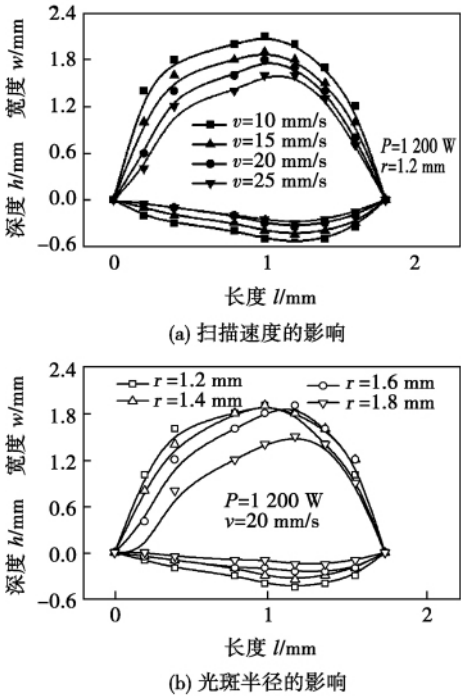 2.4
1.8
1.2
0.6
0.0
−0.6
深度 h/mm 宽度 w/mm
v=10 mm/s
v=15 mm/s
v=20 mm/s
v=25 mm/s
P=1 200 W
r=1.2 mm
0 1 2
长度 l/mm
(a) 扫描速度的影响
2.4
1.8
1.2
0.6
0.0
−0.6
深度 h/mm 宽度 w/mm
r=1.2 mm r=1.6 mm
r=1.4 mm r=1.8 mm
P=1 200 W
v=20 mm/s
0 1 2
长度 l/mm
(b) 光斑半径的影响